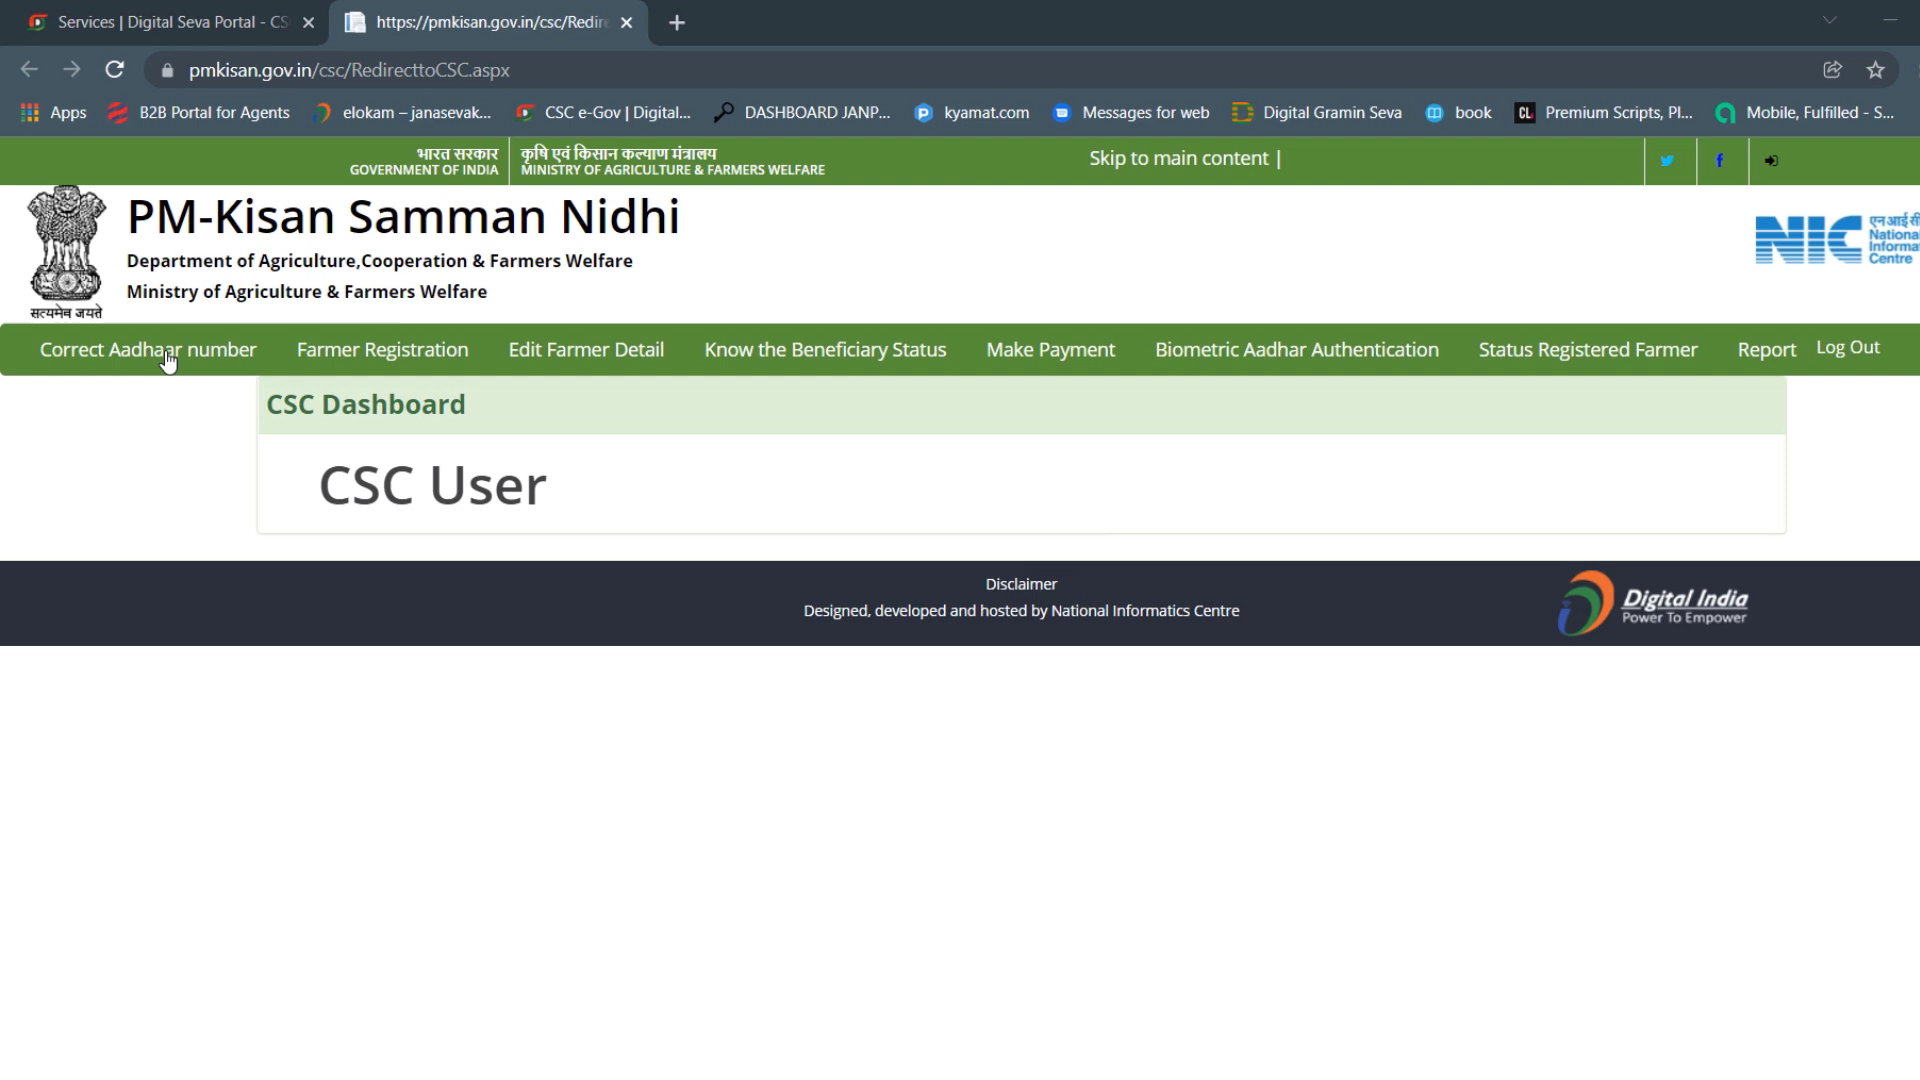 Services | Digital Seva Portal - CS
https://pmkisan.gov.in/csc/Redire
pmkisan.gov.in/csc/RedirecttoCSC.aspx
Apps
B2B Portal for Agents
elokam – janasevak...
CSC e-Gov | Digital...
DASHBOARD JANP...
kyamat.com
Messages for web
Digital Gramin Seva
book
CL
Premium Scripts, Pl...
Mobile, Fulfilled - S...
भारत सरकार
GOVERNMENT OF INDIA
कृषि एवं किसान कल्याण मंत्रालय
MINISTRY OF AGRICULTURE & FARMERS WELFARE
Skip to main content |
PM-Kisan Samman Nidhi
Department of Agriculture,Cooperation & Farmers Welfare
Ministry of Agriculture & Farmers Welfare
सत्यमेव जयते
NIC
एनआईसी
National
Informa
Centre
Correct Aadhaar number
Farmer Registration
Edit Farmer Detail
Know the Beneficiary Status
Make Payment
Biometric Aadhar Authentication
Status Registered Farmer
Report
Log Out
CSC Dashboard
CSC User
Disclaimer
Designed, developed and hosted by National Informatics Centre
Digital India
Power To Empower